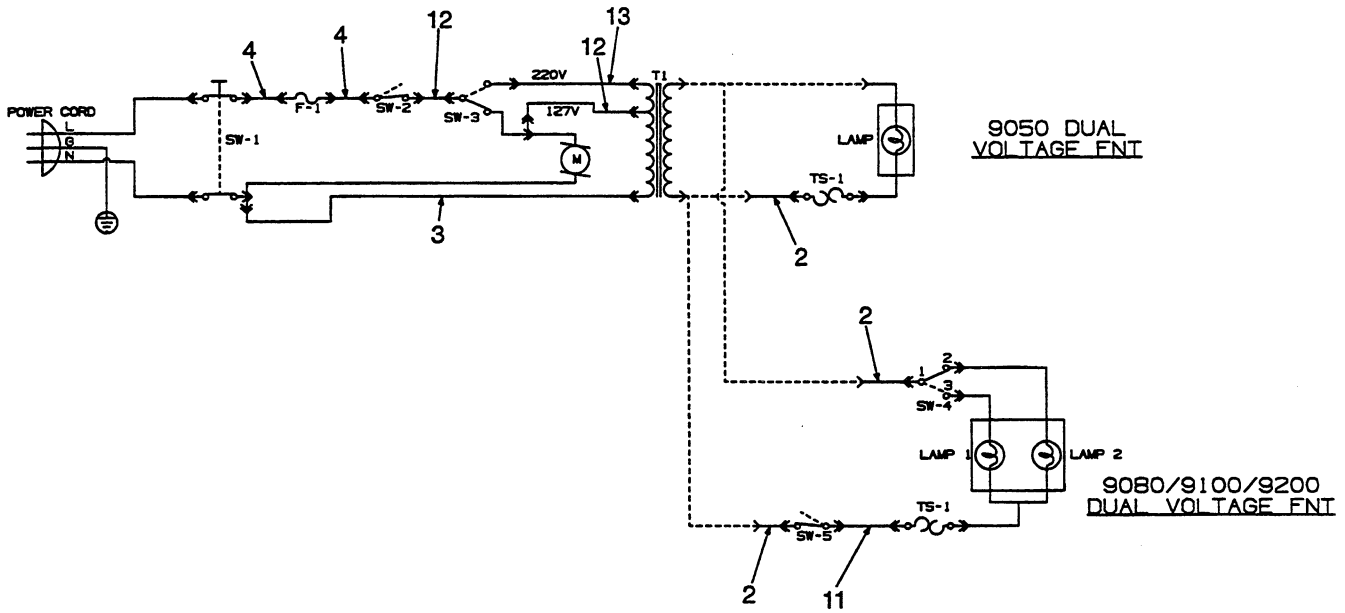 12
13
4
4
12
220V
T1
POWER CORD
L
G
N
F-1
SW-2
SW-3
127V
SW-1
M
LAMP
9050 DUAL
VOLTAGE FNT
TS-1
3
2
2
1
2
3
SW-4
LAMP 1
LAMP 2
9080/9100/9200
DUAL VOLTAGE FNT
TS-1
SW-5
2
11